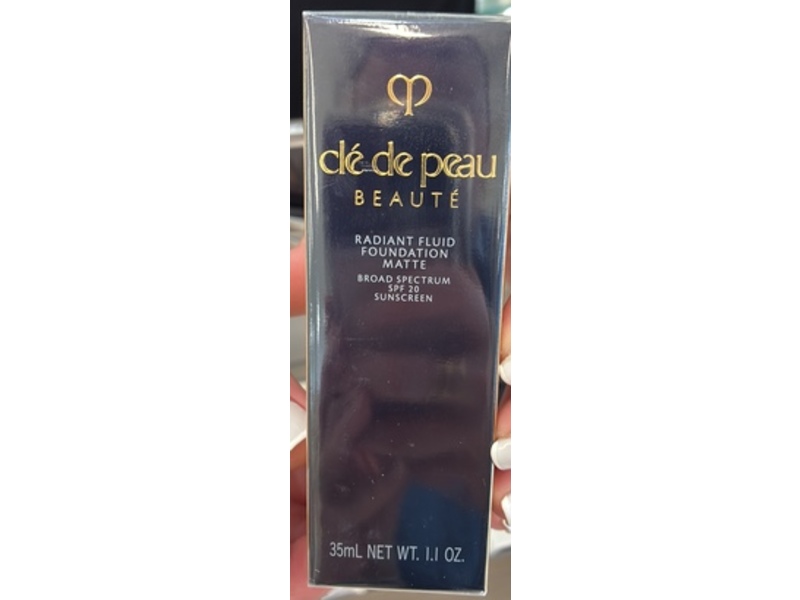 clé de peau
BEAUTÉ
RADIANT FLUID
FOUNDATION
MATTE
BROAD SPECTRUM
SPF 20
SUNSCREEN
35mL NET WT. 1.1 OZ.